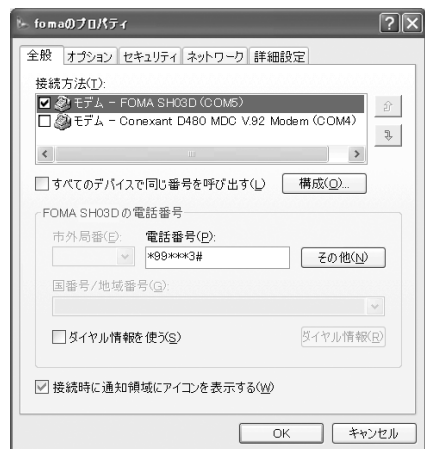 fomaのプロパティ
全般 オプション セキュリティ ネットワーク 詳細設定
接続方法(T):
モデム - FOMA SH03D (COM5)
モデム - Conexant D480 MDC V.92 Modem (COM4)
すべてのデバイスで同じ番号を呼び出す(L) 構成(O)...
FOMA SH03Dの電話番号
市外局番(E): 電話番号(P):
*99***3# その他(N)
国番号/地域番号(G):
ダイヤル情報を使う(S) ダイヤル情報(R)
接続時に通知領域にアイコンを表示する(W)
OK キャンセル